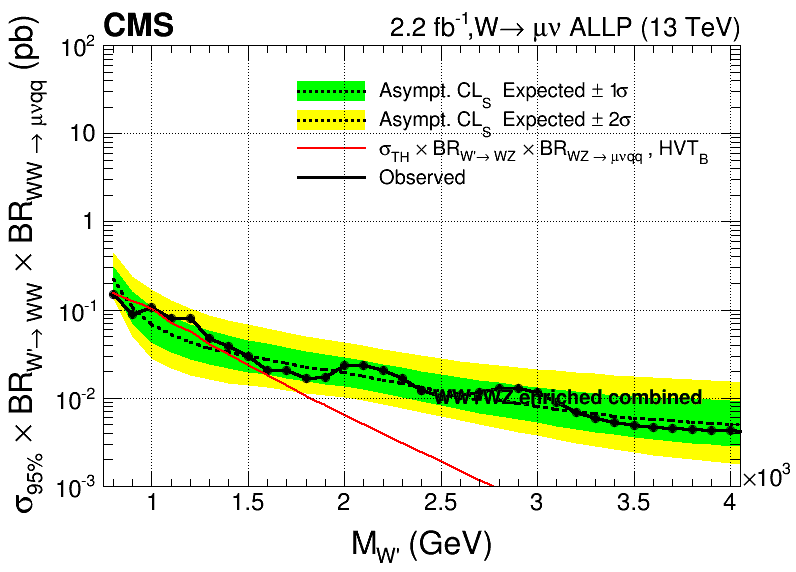 CMS 2.2 fb⁻¹,W→ μν ALLP (13 TeV)
σ95% × BRW'→ WW × BRWW → μνqq (pb)
10²
10
1
10⁻¹
10⁻²
10⁻³
Asympt. CLS Expected ± 1σ
Asympt. CLS Expected ± 2σ
σTH × BRW'→ WZ × BRWZ → μνqq , HVTB
Observed
WW+WZ enriched combined
1 1.5 2 2.5 3 3.5 4 ×10³
MW' (GeV)